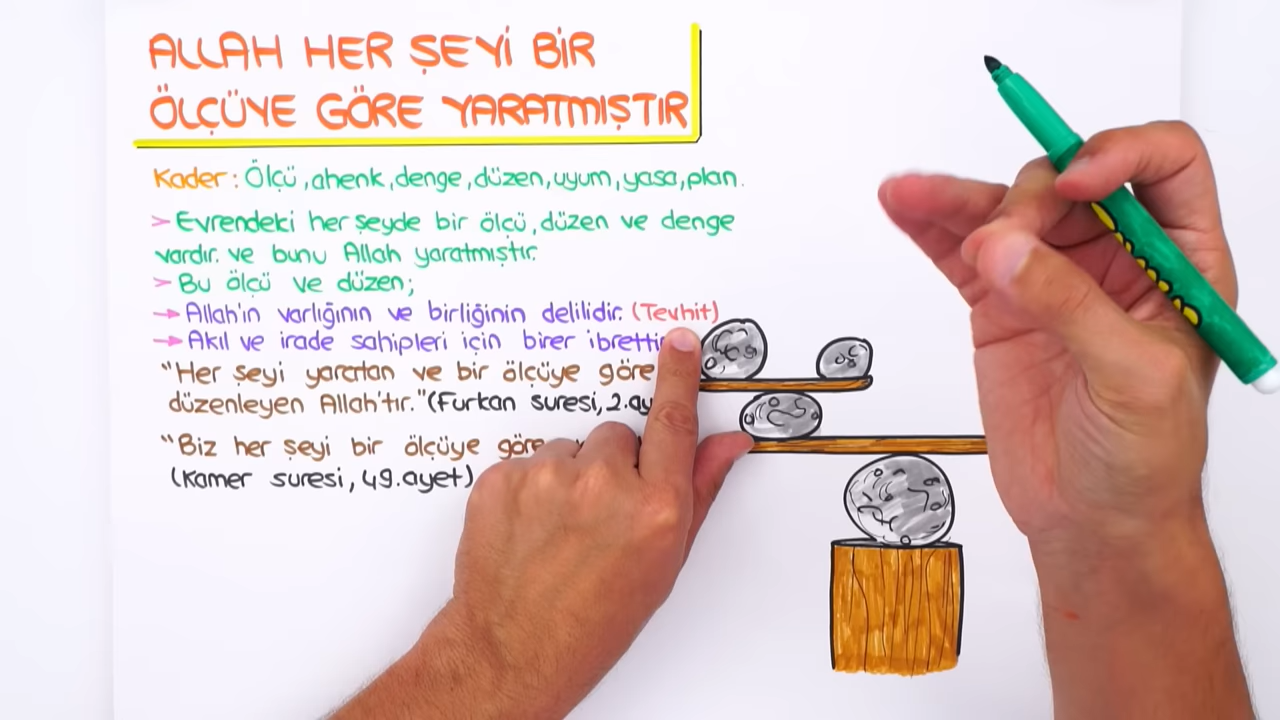 ALLAH HER ŞEYİ BİR
ÖLÇÜYE GÖRE YARATMIŞTIR
Kader: Ölçü, ahenk, denge, düzen, uyum, yasa, plan.
> Evrendeki her şeyde bir ölçü, düzen ve denge
vardır. ve bunu Allah yaratmıştır.
> Bu ölçü ve düzen;
→ Allah'ın varlığının ve birliğinin delilidir. (Tevhit)
→ Akıl ve irade sahipleri için birer
"Her şeyi yaratan ve bir ölçüye göre
düzenleyen Allah'tır." (Furkan suresi, 2.
"Biz her şeyi bir ölçüye göre
(Kamer suresi, 49. ayet)